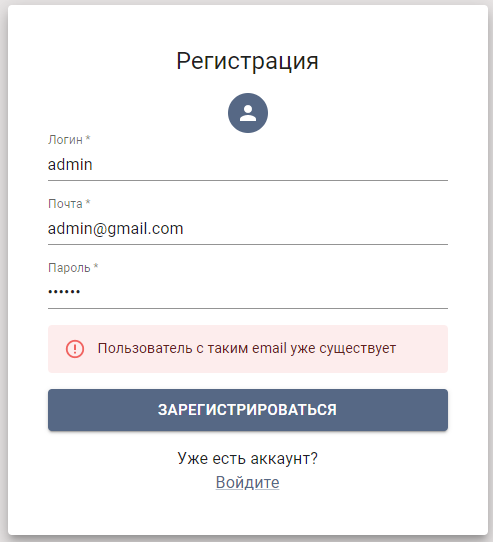 Регистрация
Логин *
admin
Почта *
admin@gmail.com
Пароль *
••••••
Пользователь с таким email уже существует
ЗАРЕГИСТРИРОВАТЬСЯ
Уже есть аккаунт?
Войдите